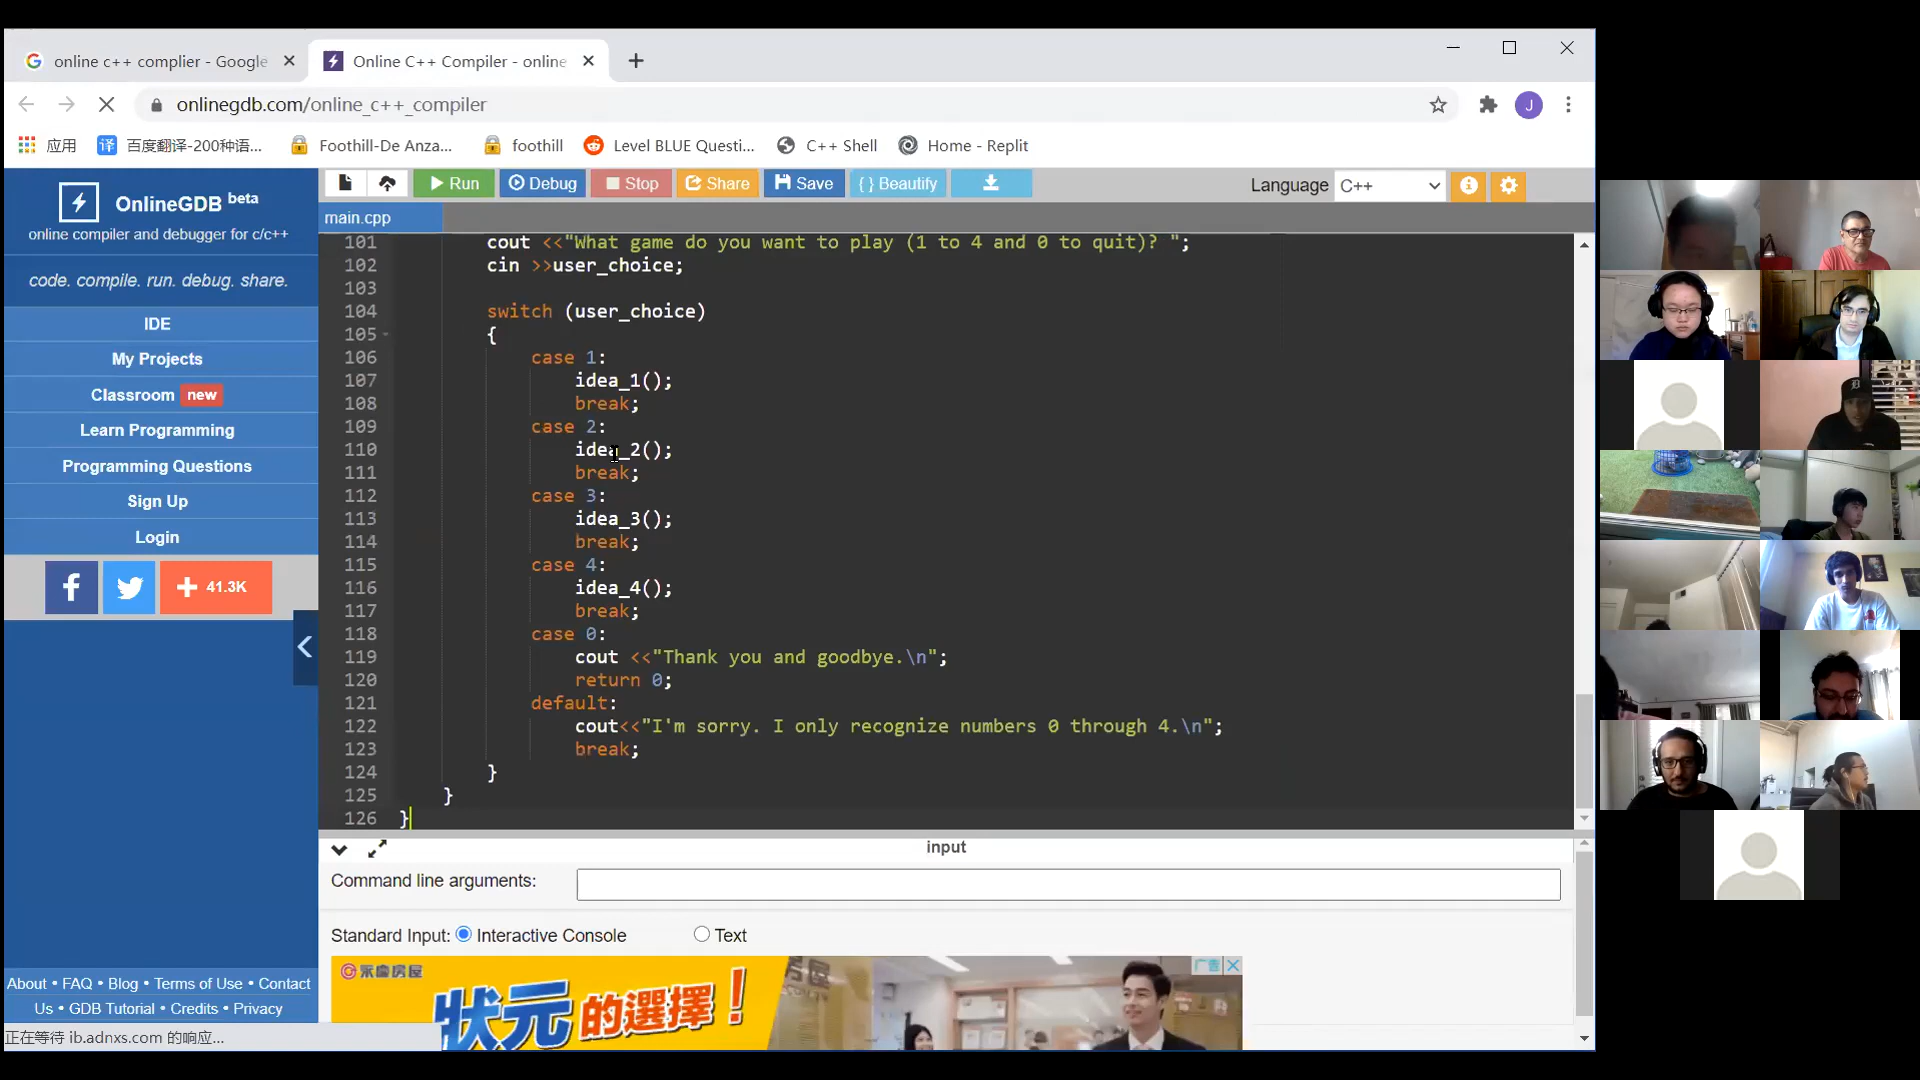 online c++ complier - Google
Online C++ Compiler - online
onlinegdb.com/online_c++_compiler
J
应用
译
百度翻译-200种语...
Foothill-De Anza...
foothill
Level BLUE Questi...
C++ Shell
Home - Replit
OnlineGDB beta
online compiler and debugger for c/c++
code. compile. run. debug. share.
IDE
My Projects
Classroom new
Learn Programming
Programming Questions
Sign Up
Login
41.3K
About • FAQ • Blog • Terms of Use • Contact
Us • GDB Tutorial • Credits • Privacy
正在等待 ib.adnxs.com 的响应...
Run
Debug
Stop
Share
Save
{ } Beautify
Language C++
main.cpp
101 cout <<"What game do you want to play (1 to 4 and 0 to quit)? ";
102 cin >>user_choice;
103
104 switch (user_choice)
105 {
106 case 1:
107 idea_1();
108 break;
109 case 2:
110 idea_2();
111 break;
112 case 3:
113 idea_3();
114 break;
115 case 4:
116 idea_4();
117 break;
118 case 0:
119 cout <<"Thank you and goodbye.\n";
120 return 0;
121 default:
122 cout<<"I'm sorry. I only recognize numbers 0 through 4.\n";
123 break;
124 }
125 }
126 }
input
Command line arguments:
Standard Input: Interactive Console Text
永慶房屋
狀元的選擇!
广告